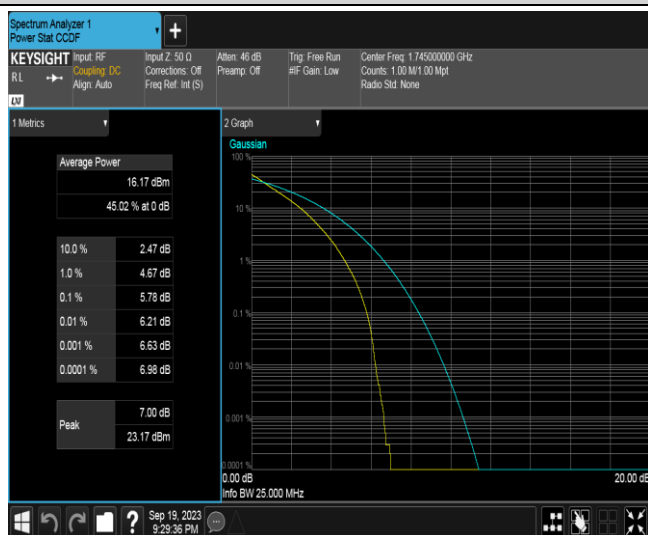 Spectrum Analyzer 1
Power Stat CCDF
KEYSIGHT
RL
LXI
Input: RF
Coupling: DC
Align: Auto
Input Z: 50 Ω
Corrections: Off
Freq Ref: Int (S)
Atten: 46 dB
Preamp: Off
Trig: Free Run
#IF Gain: Low
Center Freq: 1.745000000 GHz
Counts: 1.00 M/1.00 Mpt
Radio Std: None
1 Metrics
Average Power
16.17 dBm
45.02 % at 0 dB
10.0 % 2.47 dB
1.0 % 4.67 dB
0.1 % 5.78 dB
0.01 % 6.21 dB
0.001 % 6.63 dB
0.0001 % 6.98 dB
Peak
7.00 dB
23.17 dBm
2 Graph
Gaussian
100 %
10 %
1 %
0.1 %
0.01 %
0.001 %
0.0001 %
0.00 dB
20.00 dB
Info BW 25.000 MHz
?
Sep 19, 2023
9:29:36 PM